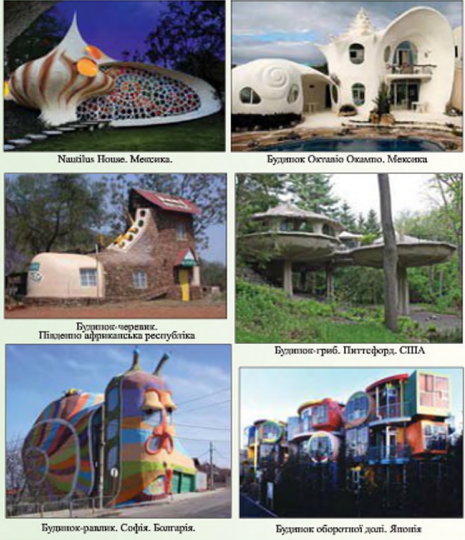 Nautilus House. Мексика.
Будинок Октавіо Окампо. Мексика
Будинок-черевик.
Південно африканська республіка
Будинок-гриб. Питтсфорд. США
Будинок-равлик. Софія. Болгарія.
Будинок оборотної долі. Японія